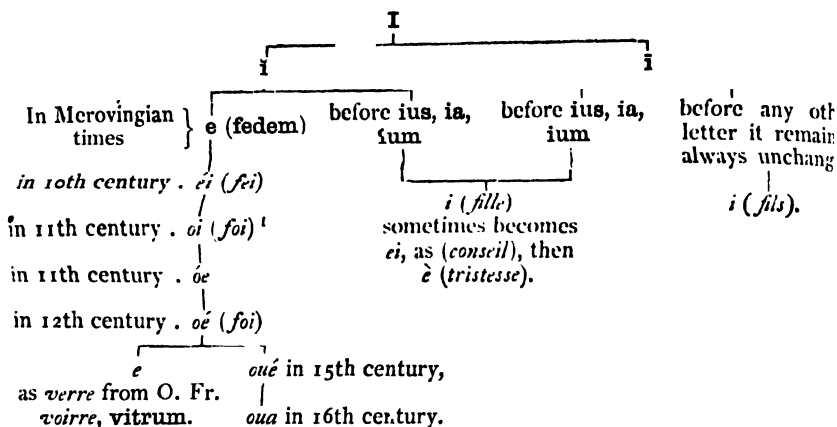 I
ĭ ī
In Merovingian times } e (fedem)
before ius, ia,
ium
before ius, ia,
ium
before any oth
letter it remain
always unchang
in 10th century . éi (fei)
i (fille)
sometimes becomes
ei, as (conseil), then
è (tristesse).
i (fils).
in 11th century . oi (foi) 1
in 11th century . óe
in 12th century . oé (foi)
e
as verre from O. Fr.
voirre, vitrum.
oué in 15th century,
oua in 16th century.